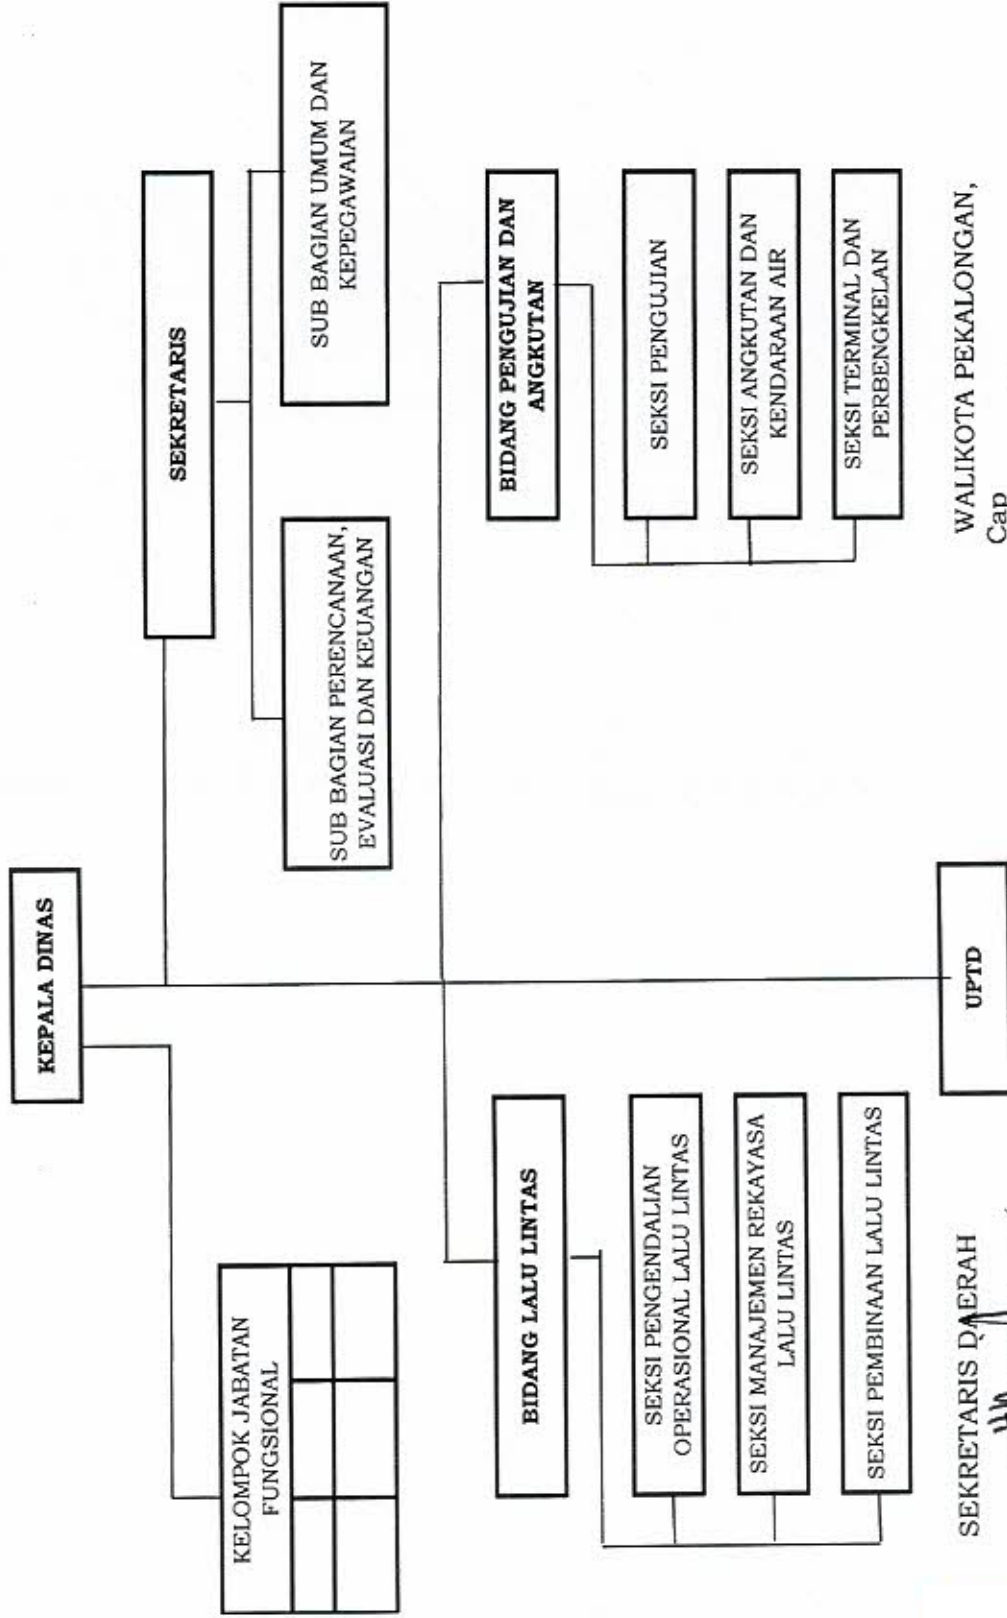 KEPALA DINAS
KELOMPOK JABATAN
FUNGSIONAL
SEKRETARIS
SUB BAGIAN PERENCANAAN,
EVALUASI DAN KEUANGAN
SUB BAGIAN UMUM DAN
KEPEGAWAIAN
BIDANG LALU LINTAS
SEKSI PENGENDALIAN
OPERASIONAL LALU LINTAS
SEKSI MANAJEMEN REKAYASA
LALU LINTAS
SEKSI PEMBINAAN LALU LINTAS
BIDANG PENGUJIAN DAN
ANGKUTAN
SEKSI PENGUJIAN
SEKSI ANGKUTAN DAN
KENDARAAN AIR
SEKSI TERMINAL DAN
PERBENGKELAN
UPTD
SEKRETARIS DAERAH
WALIKOTA PEKALONGAN,
Cap